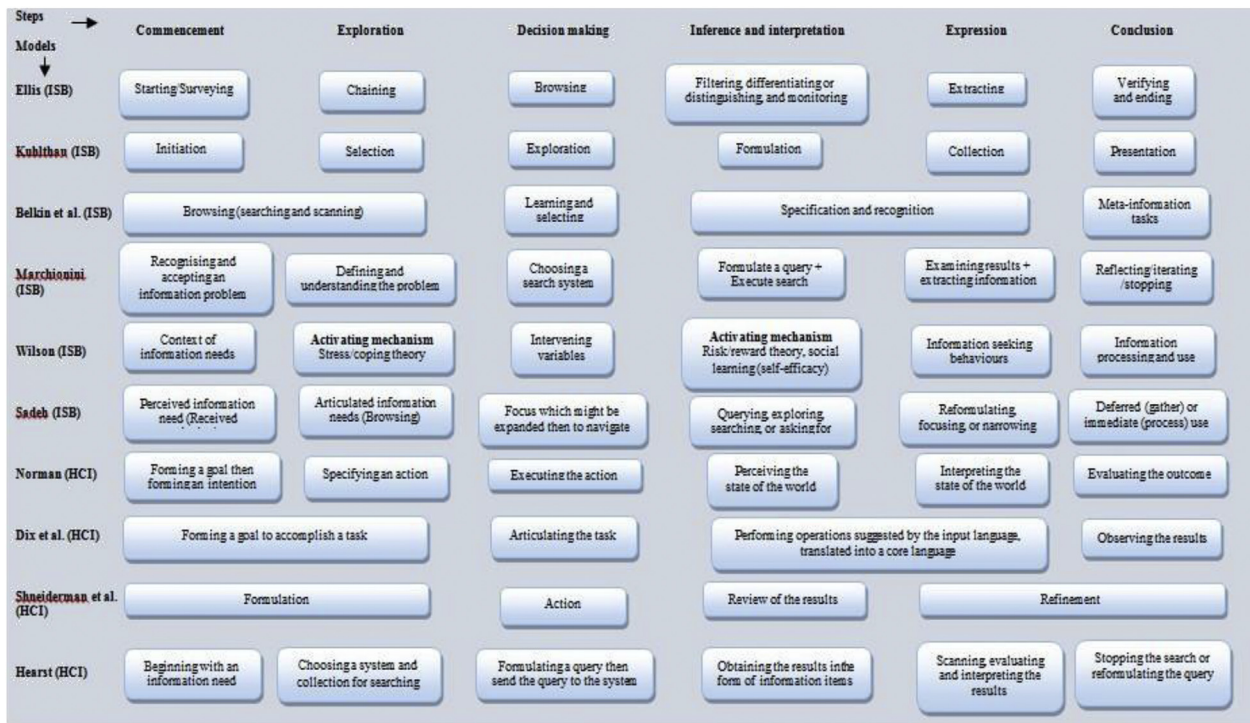 Steps
Commencement Exploration Decision making Inference and interpretation Expression Conclusion
Models
Ellis (ISB)
Starting/Surveying
Chaining
Browsing
Filtering, differentiating or
distinguishing, and monitoring
Extracting
Verifying
and ending
Kuhlthau (ISB)
Initiation
Selection
Exploration
Formulation
Collection
Presentation
Belkin et al. (ISB)
Browsing (searching and scanning)
Learning and
selecting
Specification and recognition
Meta-information
tasks
Marchionini
(ISB)
Recognising and
accepting an
information problem
Defining and
understanding the problem
Choosing a
search system
Formulate a query +
Execute search
Examining results +
extracting information
Reflecting/iterating
/stopping
Wilson (ISB)
Context of
information needs
Activating mechanism
Stress/coping theory
Intervening
variables
Activating mechanism
Risk/reward theory, social
learning (self-efficacy)
Information seeking
behaviours
Information
processing and use
Sadeh (ISB)
Perceived information
need (Received
Articulated information
needs (Browsing)
Focus which might be
expanded then to navigate
Querying, exploring,
searching, or asking for
Reformulating,
focusing, or narrowing
Deferred (gather) or
immediate (process) use
Norman (HCI)
Forming a goal then
forming an intention
Specifying an action
Executing the action
Perceiving the
state of the world
Interpreting the
state of the world
Evaluating the outcome
Dix et al. (HCI)
Forming a goal to accomplish a task
Articulating the task
Performing operations suggested by the input language,
translated into a core language
Observing the results
Shneiderman et al.
(HCI)
Formulation
Action
Review of the results
Refinement
Hearst (HCI)
Beginning with an
information need
Choosing a system and
collection for searching
Formulating a query then
send the query to the system
Obtaining the results in the
form of information items
Scanning, evaluating
and interpreting the
results
Stopping the search or
reformulating the query